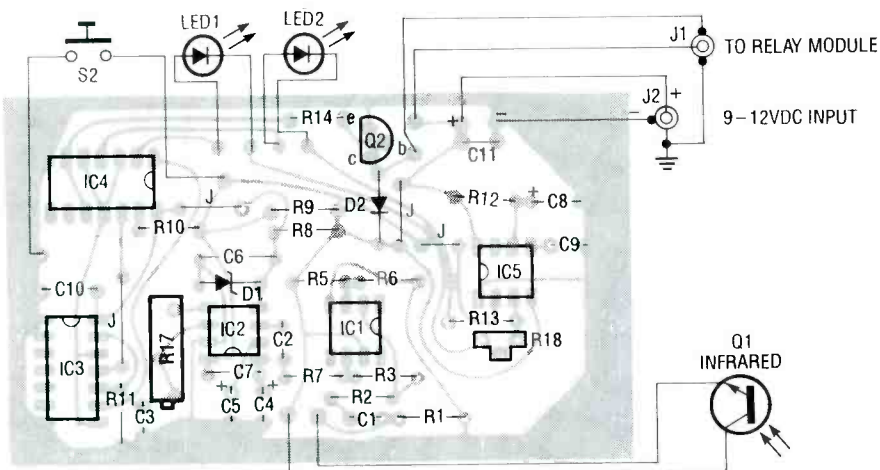 LED1 LED2
S2
J1 TO RELAY MODULE
J2 +
- 9-12VDC INPUT
+ -
R14 e
Q2
c b
C11
IC4
J
R10
R9
R8
D2
J
J
R12
+
C8
C9
C6
D1
R5 R6
IC5
C10
J
R17
IC2
C2
IC1
R13
R18
IC3
R11
C3
C7
+ +
C5 C4
R7 R3
R2
C1 R1
Q1
INFRARED